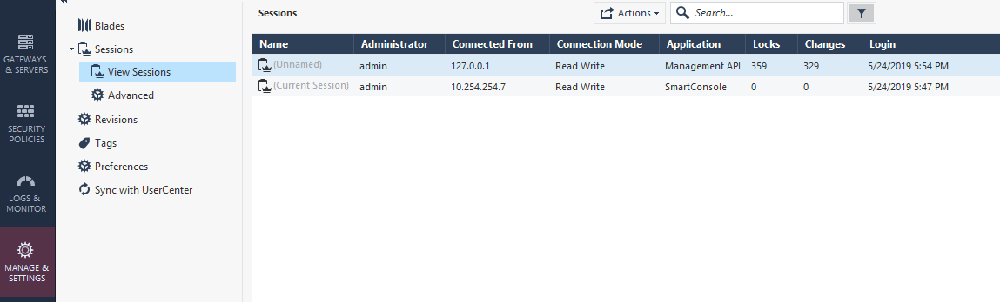 GATEWAYS
& SERVERS
SECURITY
POLICIES
LOGS &
MONITOR
MANAGE &
SETTINGS
Blades
Sessions
View Sessions
Advanced
Revisions
Tags
Preferences
Sync with UserCenter
Sessions Actions Search...
Name Administrator Connected From Connection Mode Application Locks Changes Login
(Unnamed) admin 127.0.0.1 Read Write Management API 359 329 5/24/2019 5:54 PM
(Current Session) admin 10.254.254.7 Read Write SmartConsole 0 0 5/24/2019 5:47 PM